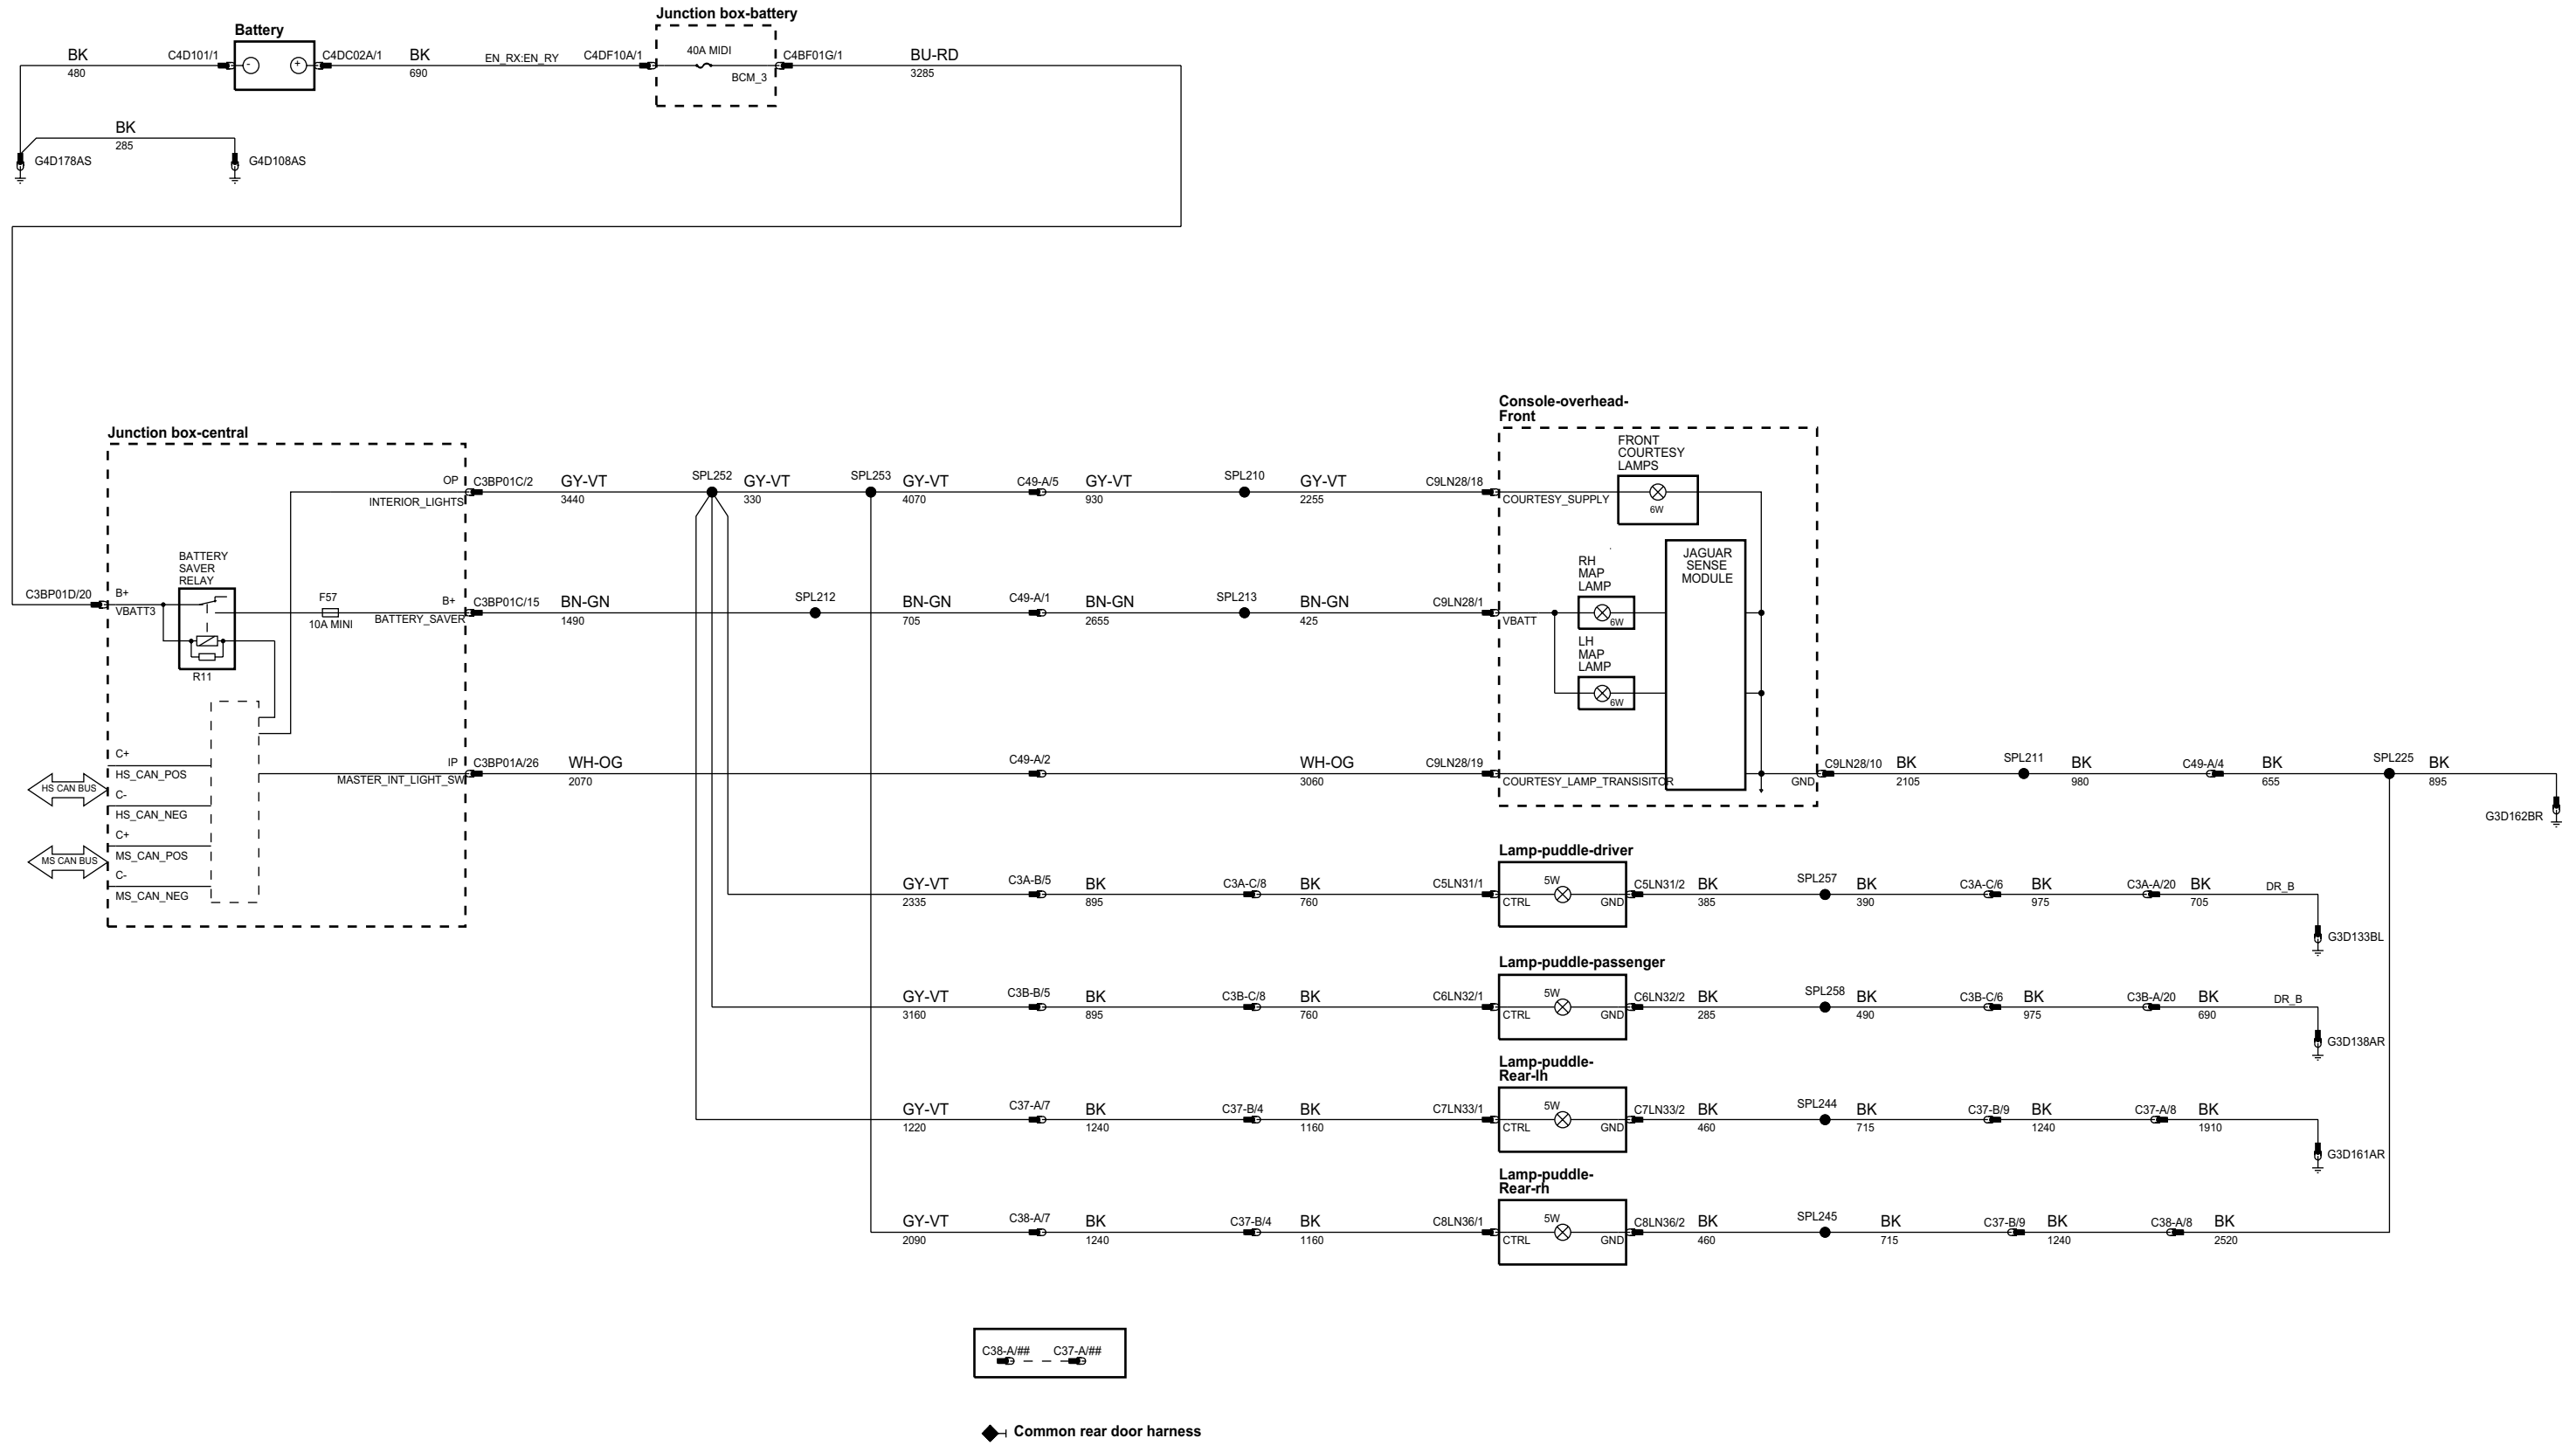 Junction box-battery
Battery
BK
480
C4D101/1
-
+
C4DC02A/1
BK
690
EN_RX:EN_RY
C4DF10A/1
40A MIDI
BCM_3
C4BF01G/1
BU-RD
3285
BK
285
G4D178AS
G4D108AS
Console-overhead-
Front
Junction box-central
FRONT
COURTESY
LAMPS
6W
OP
INTERIOR_LIGHTS
C3BP01C/2
GY-VT
3440
SPL252
GY-VT
330
SPL253
GY-VT
4070
C49-A/5
GY-VT
930
SPL210
GY-VT
2255
C9LN28/18
COURTESY_SUPPLY
BATTERY
SAVER
RELAY
R11
C3BP01D/20
B+
VBATT3
F57
10A MINI
B+
BATTERY_SAVER
C3BP01C/15
BN-GN
1490
SPL212
BN-GN
705
C49-A/1
BN-GN
2655
SPL213
BN-GN
425
C9LN28/1
VBATT
RH
MAP
LAMP
6W
LH
MAP
LAMP
6W
JAGUAR
SENSE
MODULE
IP
MASTER_INT_LIGHT_SW
C3BP01A/26
WH-OG
2070
C49-A/2
WH-OG
3060
C9LN28/19
COURTESY_LAMP_TRANSISITOR
GND
C9LN28/10
BK
2105
SPL211
BK
980
C49-A/4
BK
655
SPL225
BK
895
G3D162BR
HS CAN BUS
C+
HS_CAN_POS
C-
HS_CAN_NEG
MS CAN BUS
C+
MS_CAN_POS
C-
MS_CAN_NEG
Lamp-puddle-driver
GY-VT
2335
C3A-B/5
BK
895
C3A-C/8
BK
760
C5LN31/1
CTRL
5W
GND
C5LN31/2
BK
385
SPL257
BK
390
C3A-C/6
BK
975
C3A-A/20
BK
705
DR_B
G3D133BL
Lamp-puddle-passenger
GY-VT
3160
C3B-B/5
BK
895
C3B-C/8
BK
760
C6LN32/1
CTRL
5W
GND
C6LN32/2
BK
285
SPL258
BK
490
C3B-C/6
BK
975
C3B-A/20
BK
690
DR_B
G3D138AR
Lamp-puddle-
Rear-lh
GY-VT
1220
C37-A/7
BK
1240
C37-B/4
BK
1160
C7LN33/1
CTRL
5W
GND
C7LN33/2
BK
460
SPL244
BK
715
C37-B/9
BK
1240
C37-A/8
BK
1910
G3D161AR
Lamp-puddle-
Rear-rh
GY-VT
2090
C38-A/7
BK
1240
C37-B/4
BK
1160
C8LN36/1
CTRL
5W
GND
C8LN36/2
BK
460
SPL245
BK
715
C37-B/9
BK
1240
C38-A/8
BK
2520
C38-A/## C37-A/##
Common rear door harness